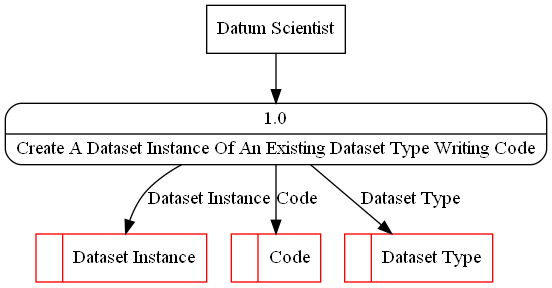 Datum Scientist
1.0
Create A Dataset Instance Of An Existing Dataset Type Writing Code
Dataset Instance Code Dataset Type
Dataset Instance Code Dataset Type